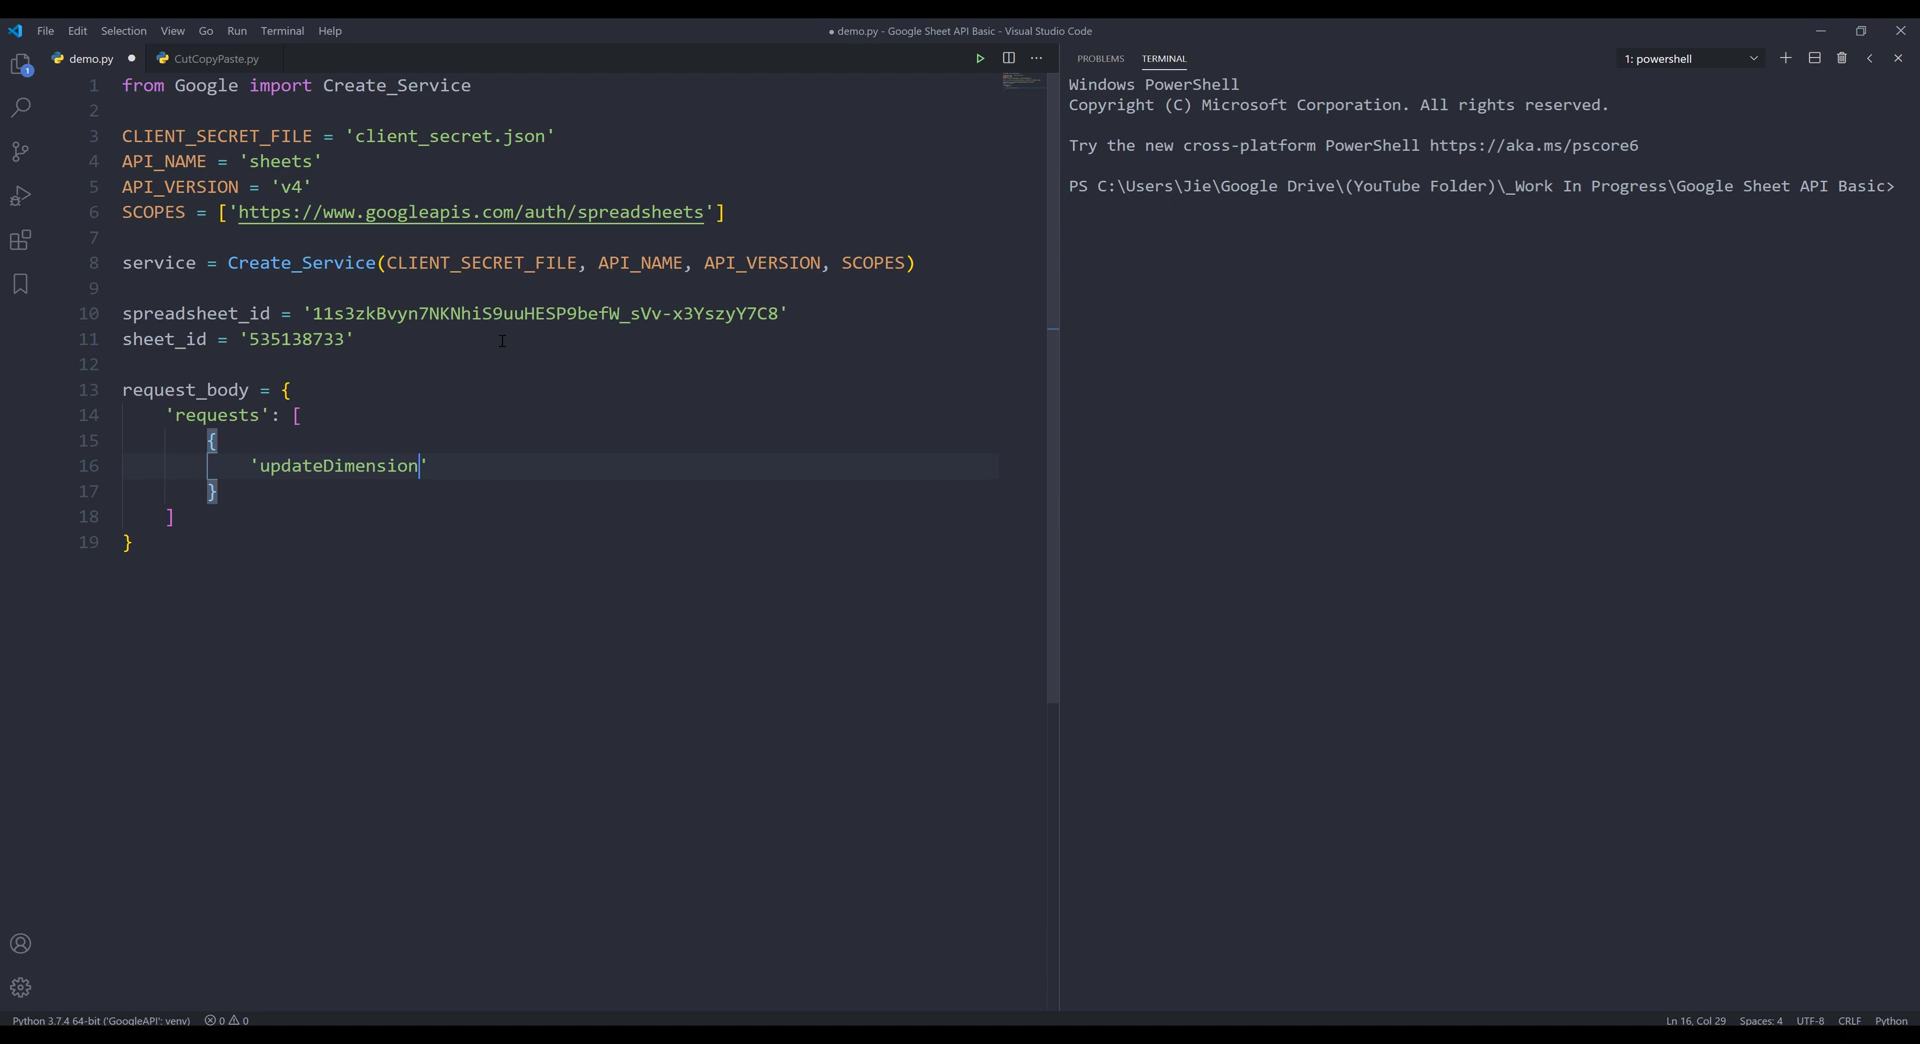 File Edit Selection View Go Run Terminal Help
● demo.py - Google Sheet API Basic - Visual Studio Code
demo.py ● CutCopyPaste.py
PROBLEMS TERMINAL
1: powershell
1 from Google import Create_Service
2
3 CLIENT_SECRET_FILE = 'client_secret.json'
4 API_NAME = 'sheets'
5 API_VERSION = 'v4'
6 SCOPES = ['https://www.googleapis.com/auth/spreadsheets']
7
8 service = Create_Service(CLIENT_SECRET_FILE, API_NAME, API_VERSION, SCOPES)
9
10 spreadsheet_id = '11s3zkBvyn7NKNhiS9uuHESP9befW_sVv-x3YszyY7C8'
11 sheet_id = '535138733'
12
13 request_body = {
14 'requests': [
15 {
16 'updateDimension'
17 }
18 ]
19 }
Windows PowerShell
Copyright (C) Microsoft Corporation. All rights reserved.
Try the new cross-platform PowerShell https://aka.ms/pscore6
PS C:\Users\Jie\Google Drive\(YouTube Folder)\_Work In Progress\Google Sheet API Basic>
1
Python 3.7.4 64-bit ('GoogleAPI': venv) 0 0
Ln 16, Col 29 Spaces: 4 UTF-8 CRLF Python